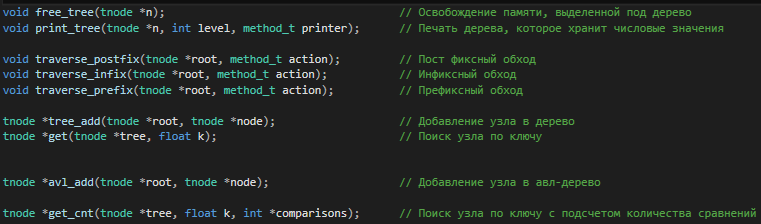 void free_tree(tnode *n); // Освобождение памяти, выделенной под дерево
void print_tree(tnode *n, int level, method_t printer); // Печать дерева, которое хранит числовые значения
void traverse_postfix(tnode *root, method_t action); // Пост фиксный обход
void traverse_infix(tnode *root, method_t action); // Инфиксный обход
void traverse_prefix(tnode *root, method_t action); // Префиксный обход
tnode *tree_add(tnode *root, tnode *node); // Добавление узла в дерево
tnode *get(tnode *tree, float k); // Поиск узла по ключу
tnode *avl_add(tnode *root, tnode *node); // Добавление узла в авл-дерево
tnode *get_cnt(tnode *tree, float k, int *comparisons); // Поиск узла по ключу с подсчетом количества сравнений